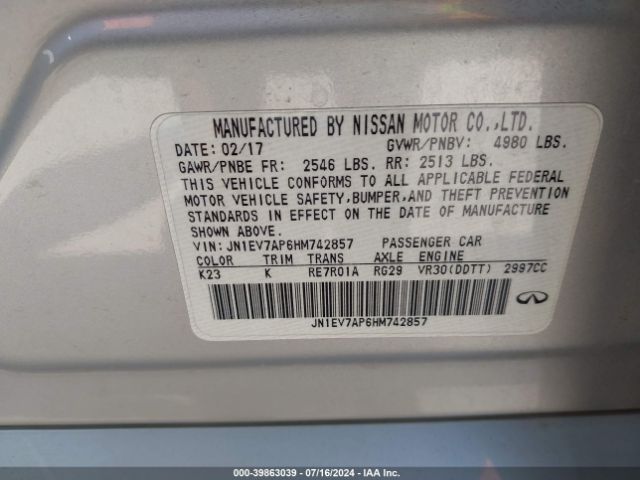 MANUFACTURED BY NISSAN MOTOR CO.,LTD.
DATE: 02/17 GVWR/PNBV: 4980 LBS.
GAWR/PNBE FR: 2546 LBS. RR: 2513 LBS.
THIS VEHICLE CONFORMS TO ALL APPLICABLE FEDERAL
MOTOR VEHICLE SAFETY,BUMPER,AND THEFT PREVENTION
STANDARDS IN EFFECT ON THE DATE OF MANUFACTURE
SHOWN ABOVE.
VIN: JN1EV7AP6HM742857 PASSENGER CAR
COLOR TRIM TRANS AXLE ENGINE
K23 K RE7R01A RG29 VR30(DDTT) 2997CC
JN1EV7AP6HM742857
000-39863039 - 07/16/2024 - IAAI.COM